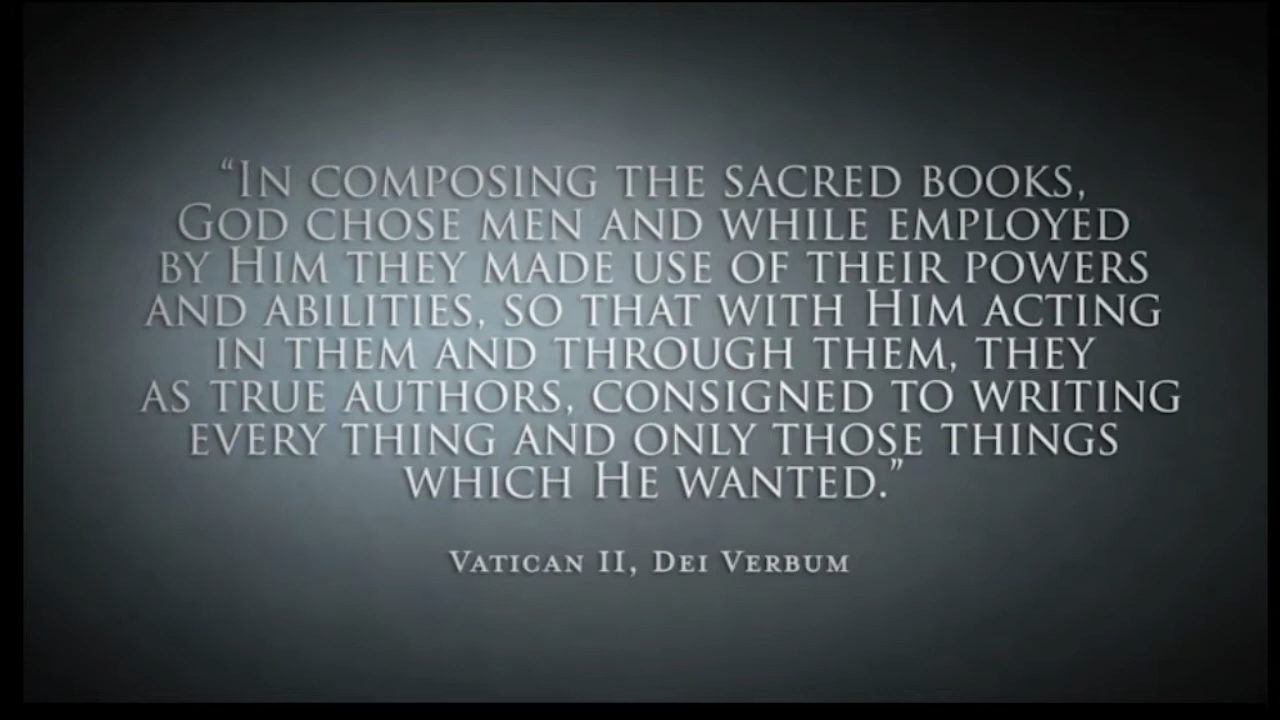 “In composing the sacred books,
God chose men and while employed
by Him they made use of their powers
and abilities, so that with Him acting
in them and through them, they
as true authors, consigned to writing
every thing and only those things
which He wanted.”
Vatican II, Dei Verbum